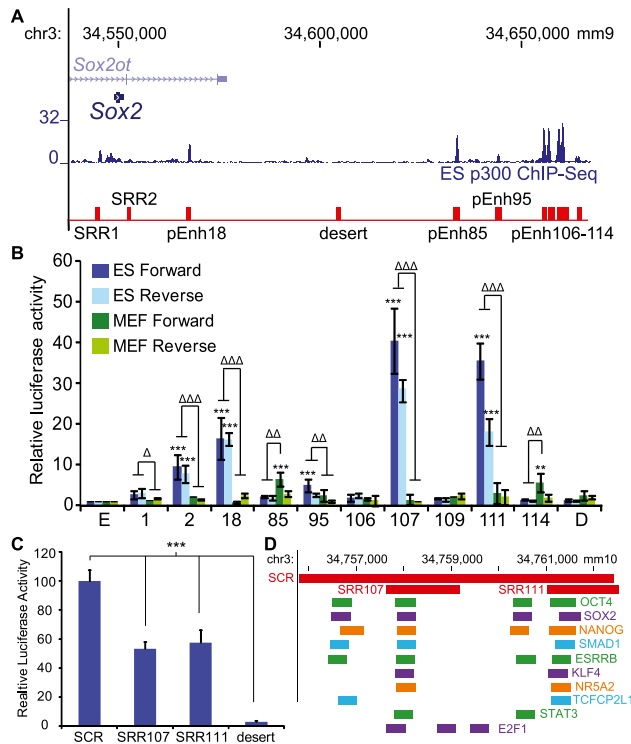 A
chr3: 34,550,000 34,600,000 34,650,000 mm9
Sox2ot
Sox2
32
0
ES p300 ChIP-Seq
SRR2 pEnh95
SRR1 pEnh18 desert pEnh85 pEnh106-114
B
Relative luciferase activity
60
50
40
30
20
10
0
ES Forward
ES Reverse
MEF Forward
MEF Reverse
Δ
*** *** ΔΔΔ
*** *** ΔΔΔ
*** ΔΔ
*** ΔΔ
*** *** ΔΔΔ
*** *** ΔΔΔ
** ΔΔ
E 1 2 18 85 95 106 107 109 111 114 D
C
Realtive Luciferase Activity
120
100
80
60
40
20
0
***
SCR SRR107 SRR111 desert
D
chr3: 34,757,000 34,759,000 34,761,000 mm10
SCR
SRR107 SRR111
OCT4
SOX2
NANOG
SMAD1
ESRRB
KLF4
NR5A2
TCFCP2L1
STAT3
E2F1